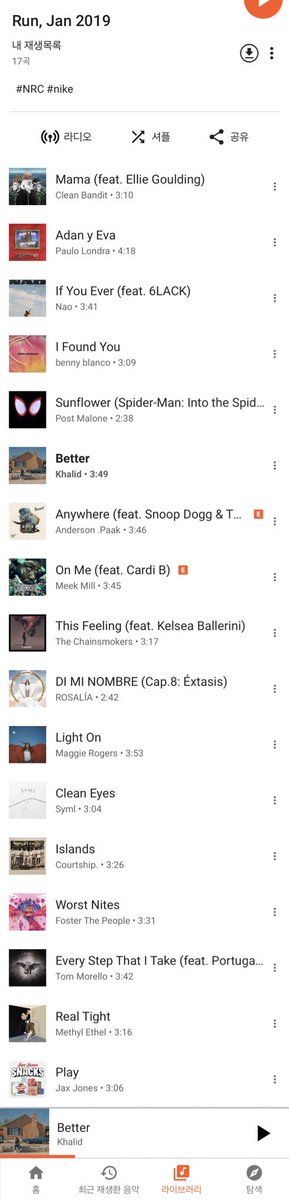 Run, Jan 2019
내 재생목록
17곡
#NRC #nike
라디오
셔플
공유
Mama (feat. Ellie Goulding)
Clean Bandit • 3:10
Adan y Eva
Paulo Londra • 4:18
If You Ever (feat. 6LACK)
Nao • 3:41
I Found You
benny blanco • 3:09
Sunflower (Spider-Man: Into the Spid...
Post Malone • 2:38
Better
Khalid • 3:49
Anywhere (feat. Snoop Dogg & T... E
Anderson .Paak • 3:46
On Me (feat. Cardi B) E
Meek Mill • 3:45
This Feeling (feat. Kelsea Ballerini)
The Chainsmokers • 3:17
DI MI NOMBRE (Cap.8: Éxtasis)
ROSALÍA • 2:42
Light On
Maggie Rogers • 3:53
SYML
Clean Eyes
Syml • 3:04
Islands
Courtship. • 3:26
Worst Nites
Foster The People • 3:31
Every Step That I Take (feat. Portuga...
Tom Morello • 3:42
Real Tight
Methyl Ethel • 3:16
SNACKS
Play
Jax Jones • 3:06
Better
Khalid
홈
최근 재생한 음악
라이브러리
탐색